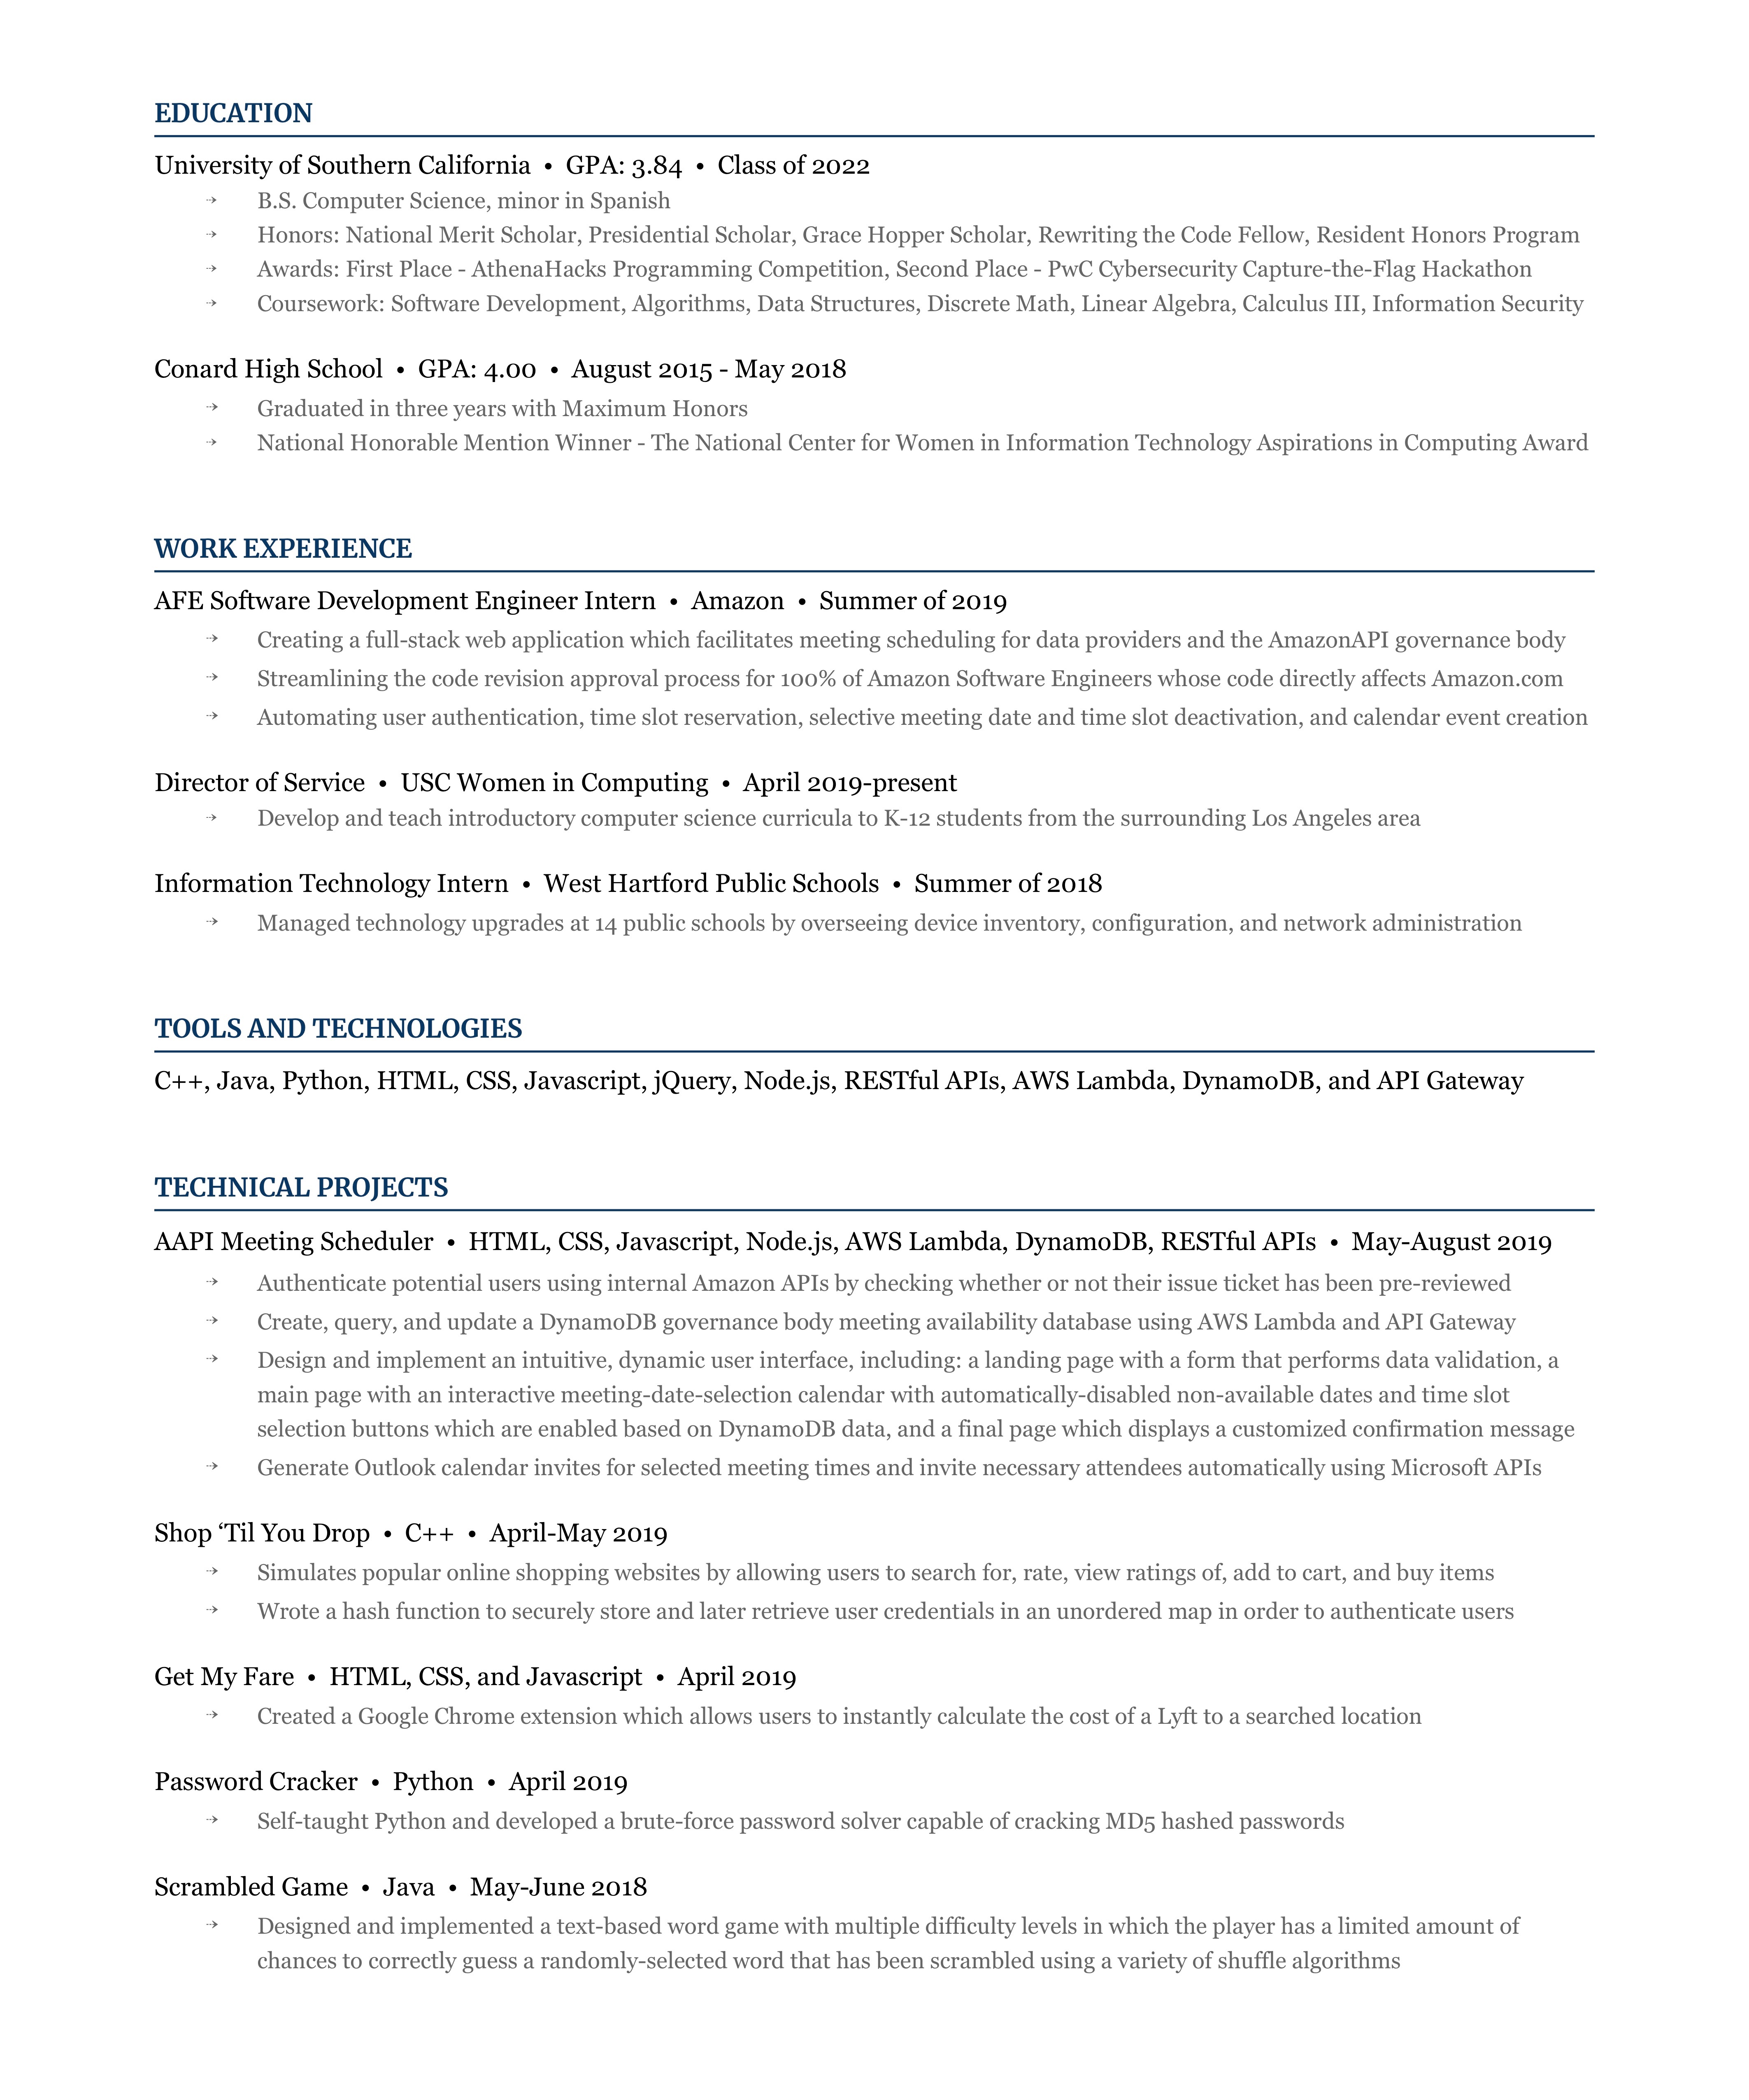 EDUCATION
University of Southern California • GPA: 3.84 • Class of 2022
⇢ B.S. Computer Science, minor in Spanish
⇢ Honors: National Merit Scholar, Presidential Scholar, Grace Hopper Scholar, Rewriting the Code Fellow, Resident Honors Program
⇢ Awards: First Place - AthenaHacks Programming Competition, Second Place - PwC Cybersecurity Capture-the-Flag Hackathon
⇢ Coursework: Software Development, Algorithms, Data Structures, Discrete Math, Linear Algebra, Calculus III, Information Security
Conard High School • GPA: 4.00 • August 2015 - May 2018
⇢ Graduated in three years with Maximum Honors
⇢ National Honorable Mention Winner - The National Center for Women in Information Technology Aspirations in Computing Award
WORK EXPERIENCE
AFE Software Development Engineer Intern • Amazon • Summer of 2019
⇢ Creating a full-stack web application which facilitates meeting scheduling for data providers and the AmazonAPI governance body
⇢ Streamlining the code revision approval process for 100% of Amazon Software Engineers whose code directly affects Amazon.com
⇢ Automating user authentication, time slot reservation, selective meeting date and time slot deactivation, and calendar event creation
Director of Service • USC Women in Computing • April 2019-present
⇢ Develop and teach introductory computer science curricula to K-12 students from the surrounding Los Angeles area
Information Technology Intern • West Hartford Public Schools • Summer of 2018
⇢ Managed technology upgrades at 14 public schools by overseeing device inventory, configuration, and network administration
TOOLS AND TECHNOLOGIES
C++, Java, Python, HTML, CSS, Javascript, jQuery, Node.js, RESTful APIs, AWS Lambda, DynamoDB, and API Gateway
TECHNICAL PROJECTS
AAPI Meeting Scheduler • HTML, CSS, Javascript, Node.js, AWS Lambda, DynamoDB, RESTful APIs • May-August 2019
⇢ Authenticate potential users using internal Amazon APIs by checking whether or not their issue ticket has been pre-reviewed
⇢ Create, query, and update a DynamoDB governance body meeting availability database using AWS Lambda and API Gateway
⇢ Design and implement an intuitive, dynamic user interface, including: a landing page with a form that performs data validation, a
main page with an interactive meeting-date-selection calendar with automatically-disabled non-available dates and time slot
selection buttons which are enabled based on DynamoDB data, and a final page which displays a customized confirmation message
⇢ Generate Outlook calendar invites for selected meeting times and invite necessary attendees automatically using Microsoft APIs
Shop ‘Til You Drop • C++ • April-May 2019
⇢ Simulates popular online shopping websites by allowing users to search for, rate, view ratings of, add to cart, and buy items
⇢ Wrote a hash function to securely store and later retrieve user credentials in an unordered map in order to authenticate users
Get My Fare • HTML, CSS, and Javascript • April 2019
⇢ Created a Google Chrome extension which allows users to instantly calculate the cost of a Lyft to a searched location
Password Cracker • Python • April 2019
⇢ Self-taught Python and developed a brute-force password solver capable of cracking MD5 hashed passwords
Scrambled Game • Java • May-June 2018
⇢ Designed and implemented a text-based word game with multiple difficulty levels in which the player has a limited amount of
chances to correctly guess a randomly-selected word that has been scrambled using a variety of shuffle algorithms